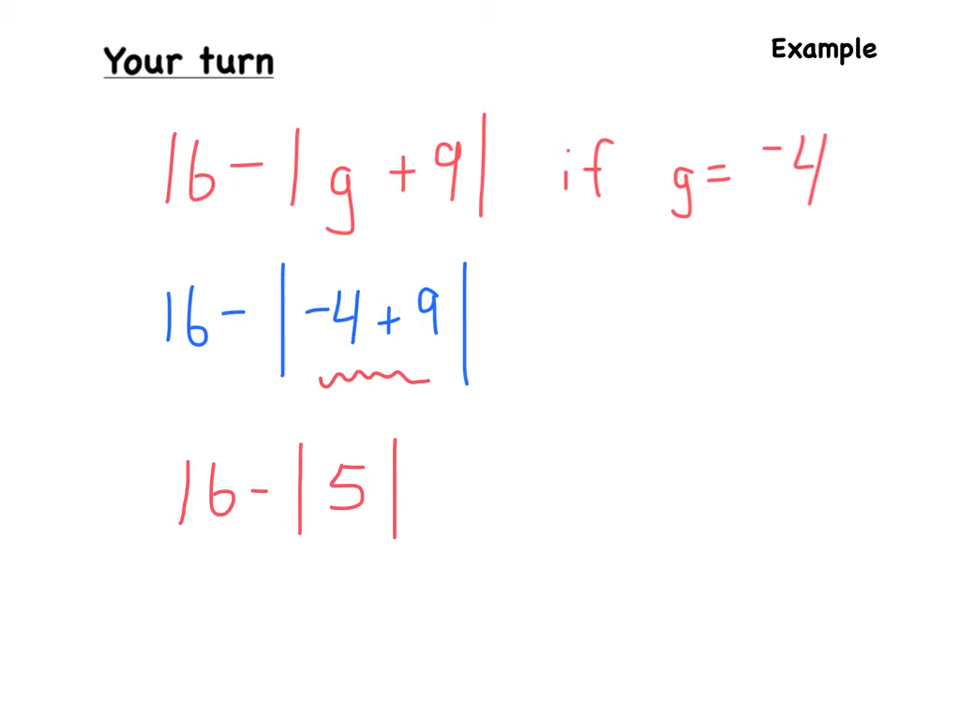 Your turn
Example
16 - | g + 9 | if g = -4
16 - | -4 + 9 |
16 - | 5 |